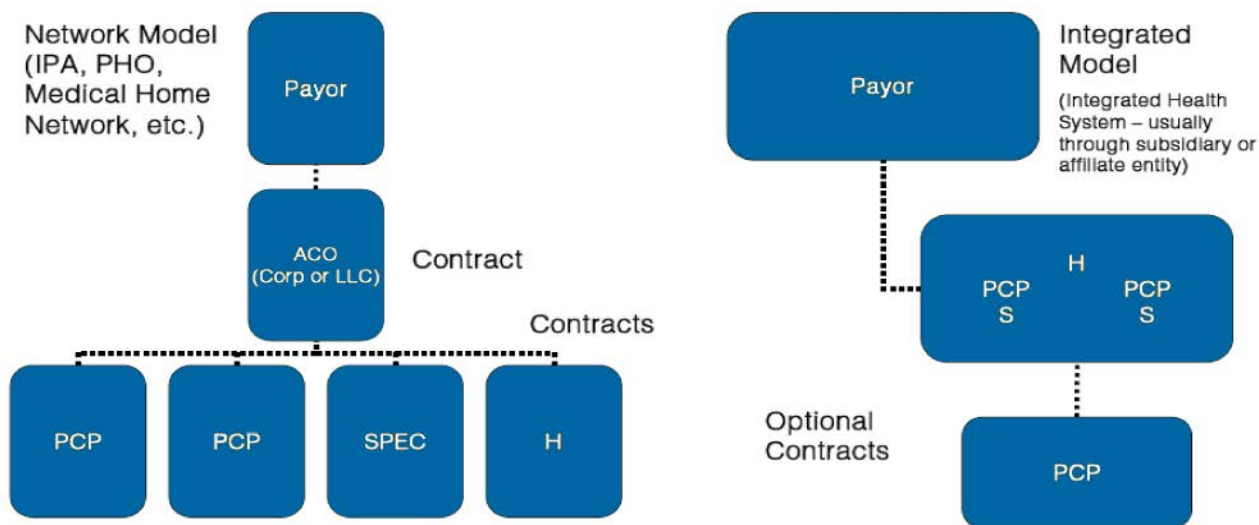 Network Model
(IPA, PHO,
Medical Home
Network, etc.)
Payor
ACO
(Corp or LLC)
Contract
Contracts
PCP
PCP
SPEC
H
Payor
Integrated
Model
(Integrated Health
System – usually
through subsidiary or
affiliate entity)
H
PCP
S
PCP
S
Optional
Contracts
PCP